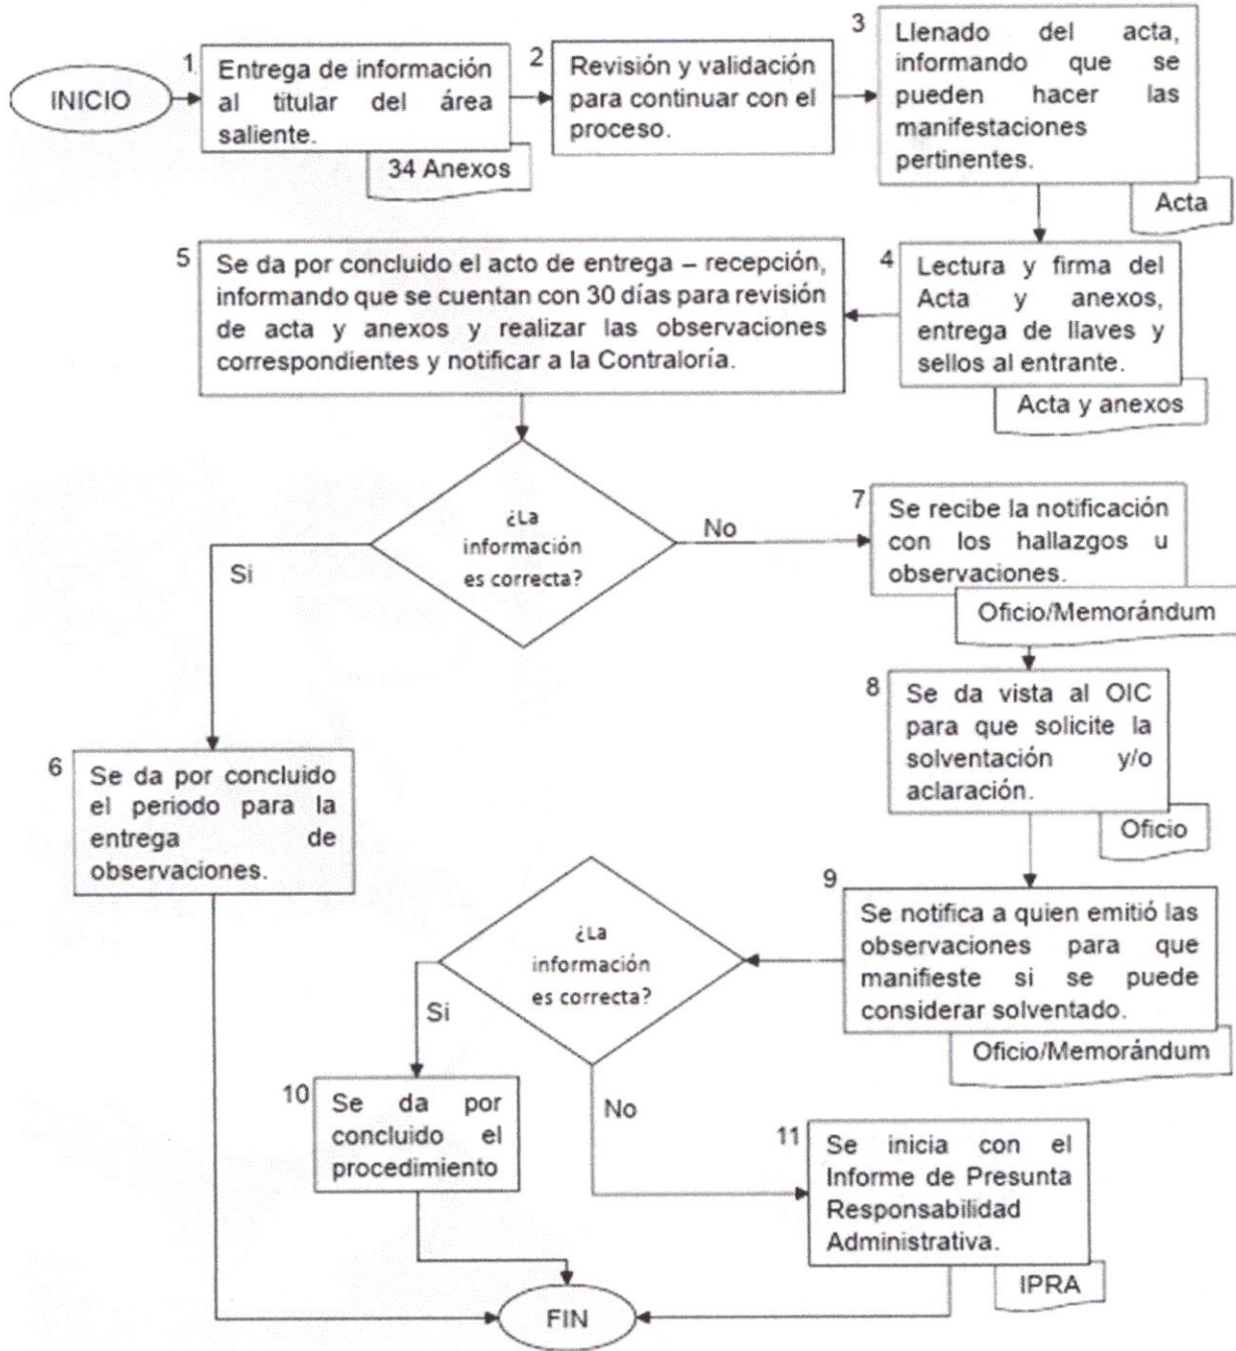 INICIO
1
Entrega de información
al titular del área
saliente.
34 Anexos
2
Revisión y validación
para continuar con el
proceso.
3
Llenado del acta,
informando que se
pueden hacer las
manifestaciones
pertinentes.
Acta
4
Lectura y firma del
Acta y anexos,
entrega de llaves y
sellos al entrante.
Acta y anexos
5
Se da por concluido el acto de entrega – recepción,
informando que se cuentan con 30 días para revisión
de acta y anexos y realizar las observaciones
correspondientes y notificar a la Contraloría.
¿La
información
es correcta?
Si
No
6
Se da por concluido
el periodo para la
entrega de
observaciones.
7
Se recibe la notificación
con los hallazgos u
observaciones.
Oficio/Memorándum
8
Se da vista al OIC
para que solicite la
solventación y/o
aclaración.
Oficio
9
Se notifica a quien emitió las
observaciones para que
manifieste si se puede
considerar solventado.
Oficio/Memorándum
¿La
información
es correcta?
Si
No
10
Se da por
concluido el
procedimiento
11
Se inicia con el
Informe de Presunta
Responsabilidad
Administrativa.
IPRA
FIN